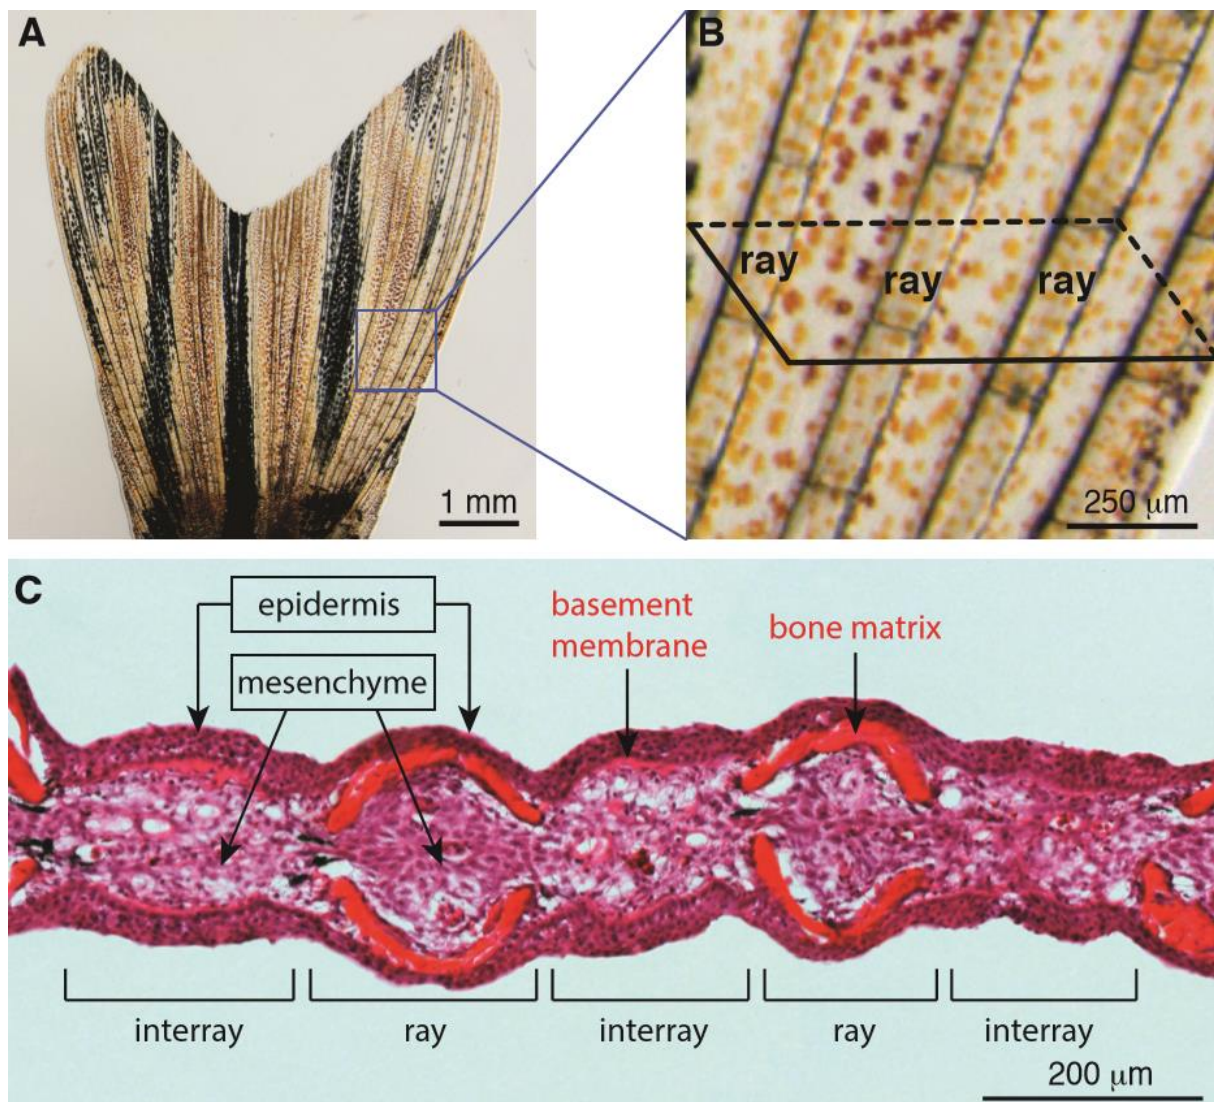 A
B
ray
ray
ray
1 mm
250 μm
C
epidermis
mesenchyme
basement
membrane
bone matrix
interray
ray
interray
ray
interray
200 μm